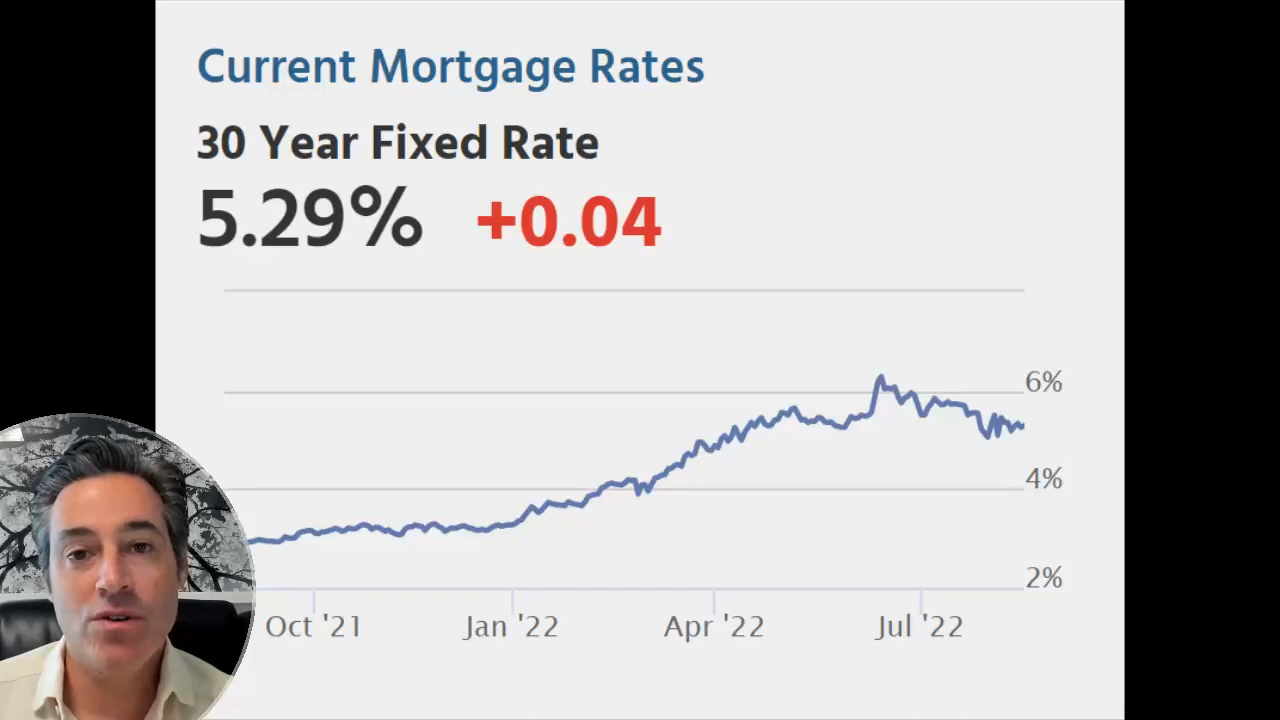 Current Mortgage Rates
30 Year Fixed Rate
5.29% +0.04
6%
4%
2%
Oct '21 Jan '22 Apr '22 Jul '22